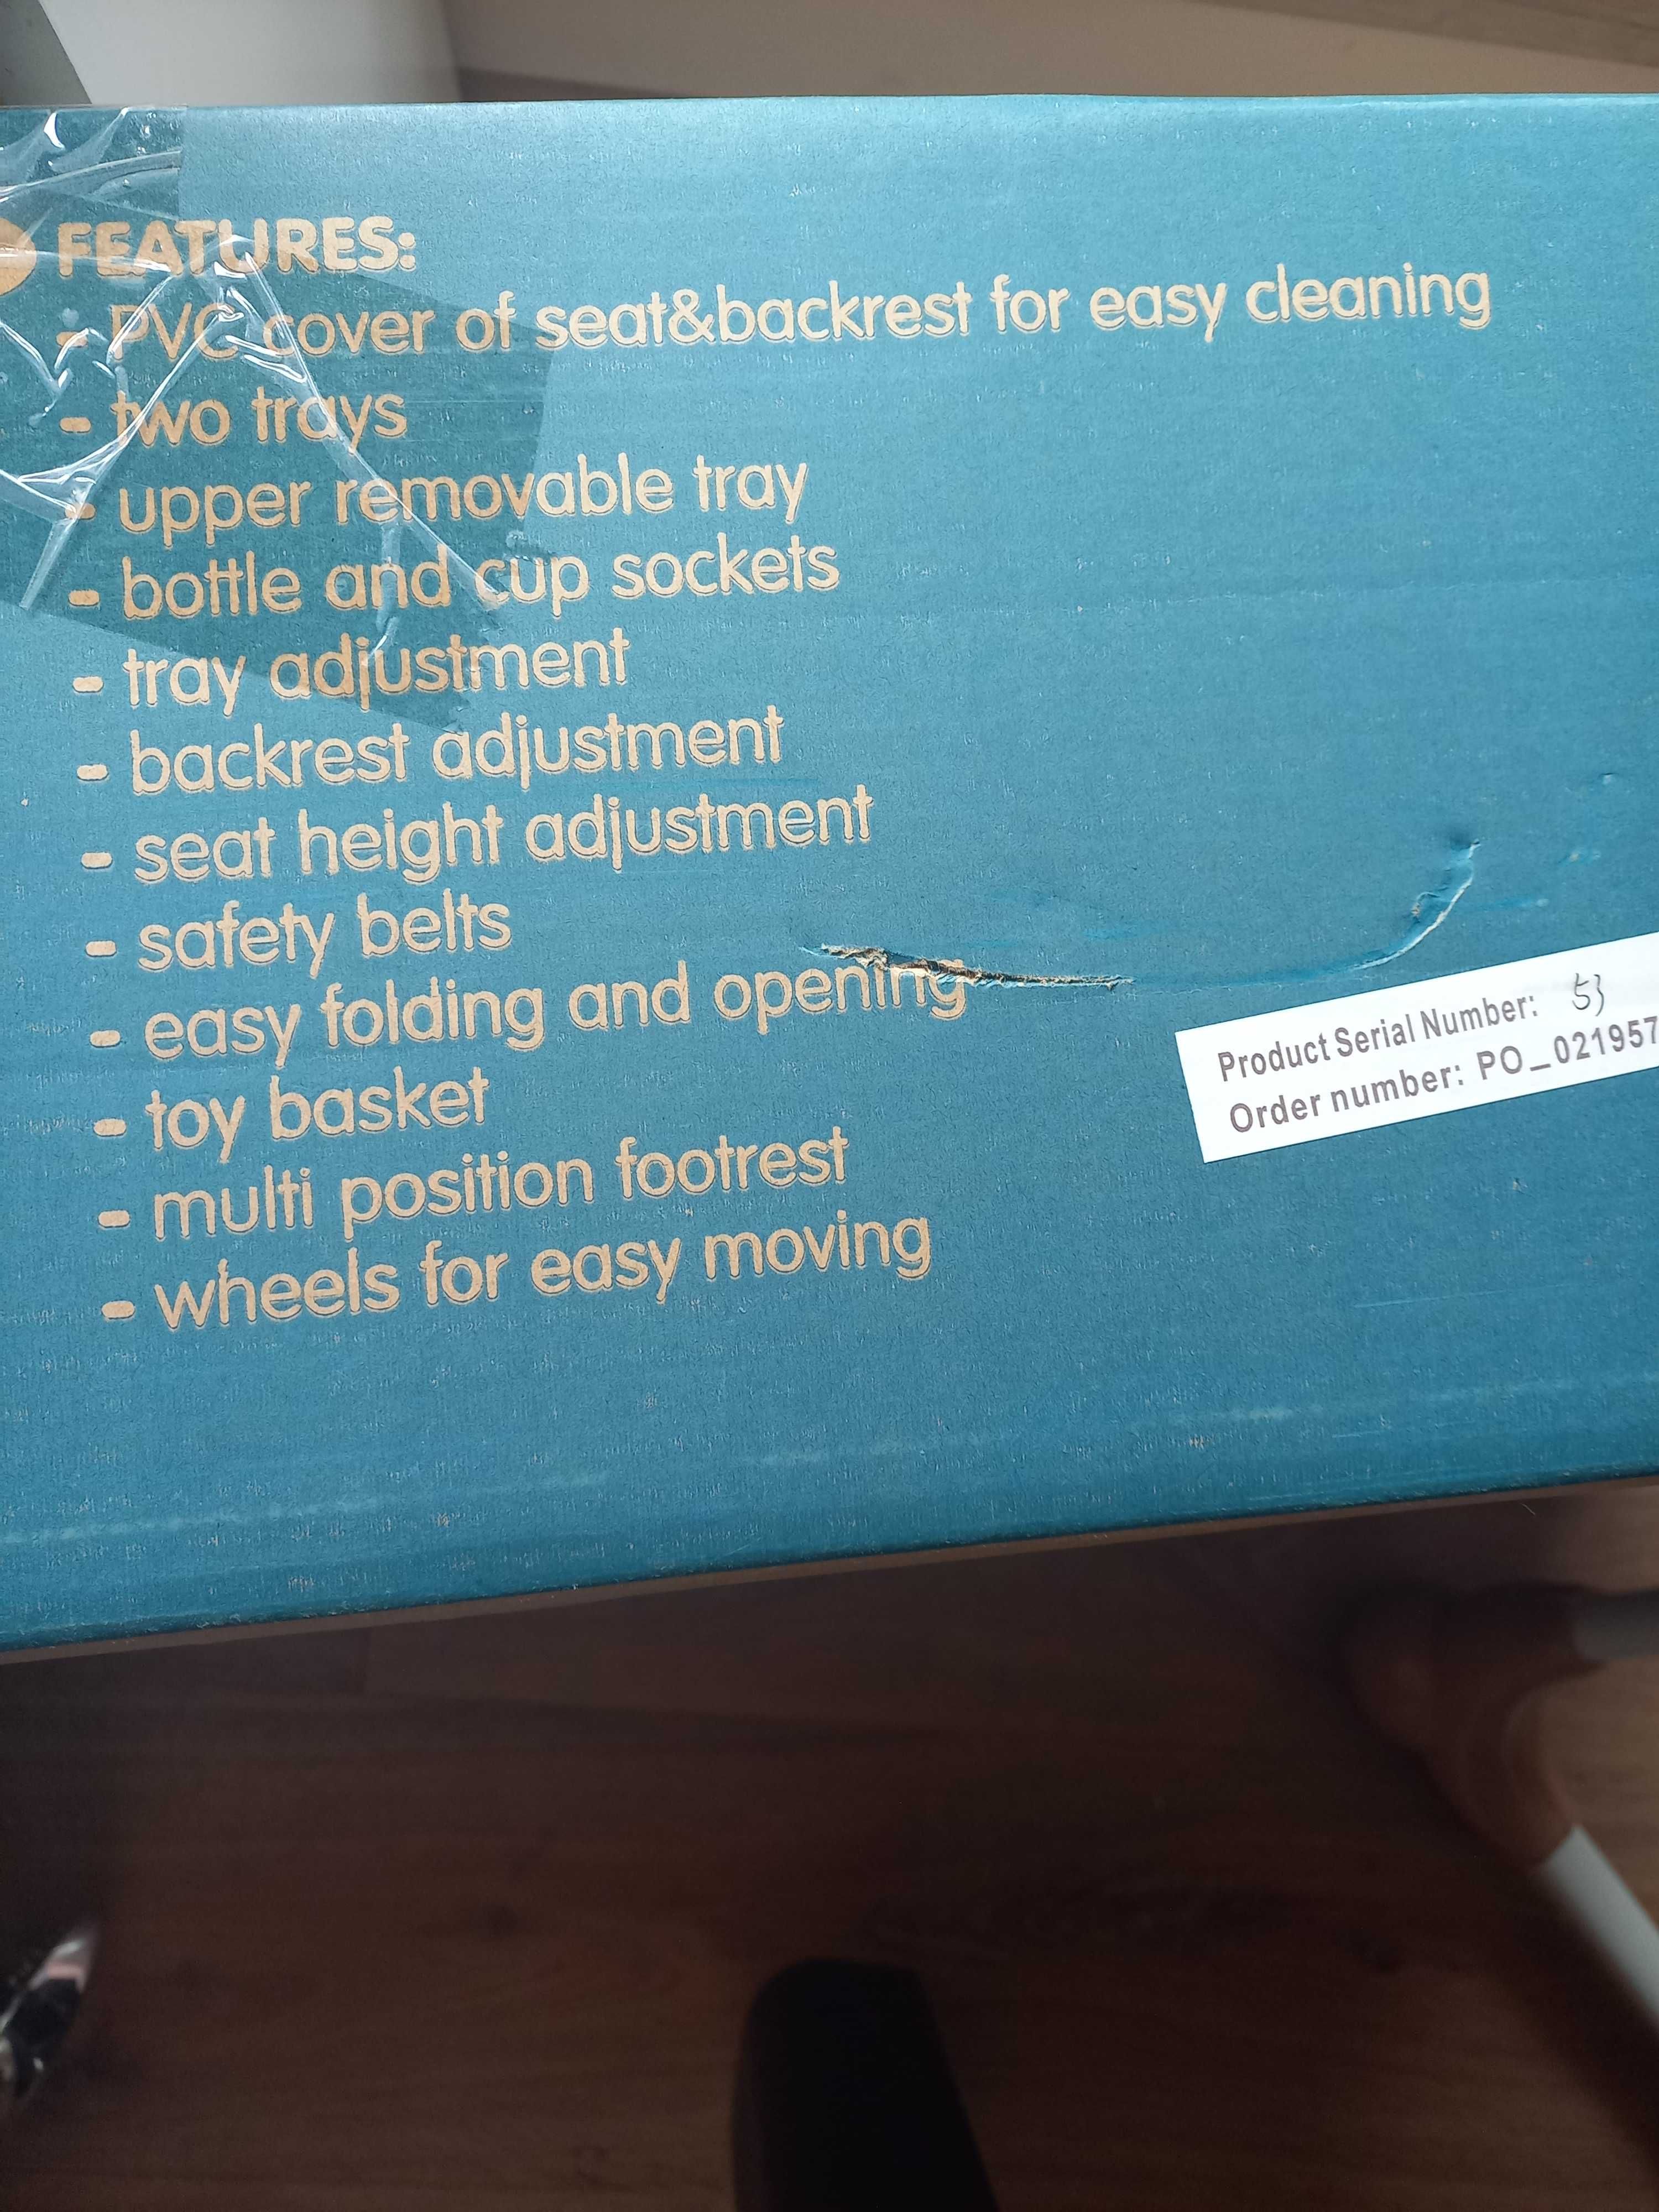 FEATURES:
- PVC cover of seat&backrest for easy cleaning
- two trays
- upper removable tray
- bottle and cup sockets
- tray adjustment
- backrest adjustment
- seat height adjustment
- safety belts
- easy folding and opening
- toy basket
- multi position footrest
- wheels for easy moving
Product Serial Number: 53
Order number: PO_021957